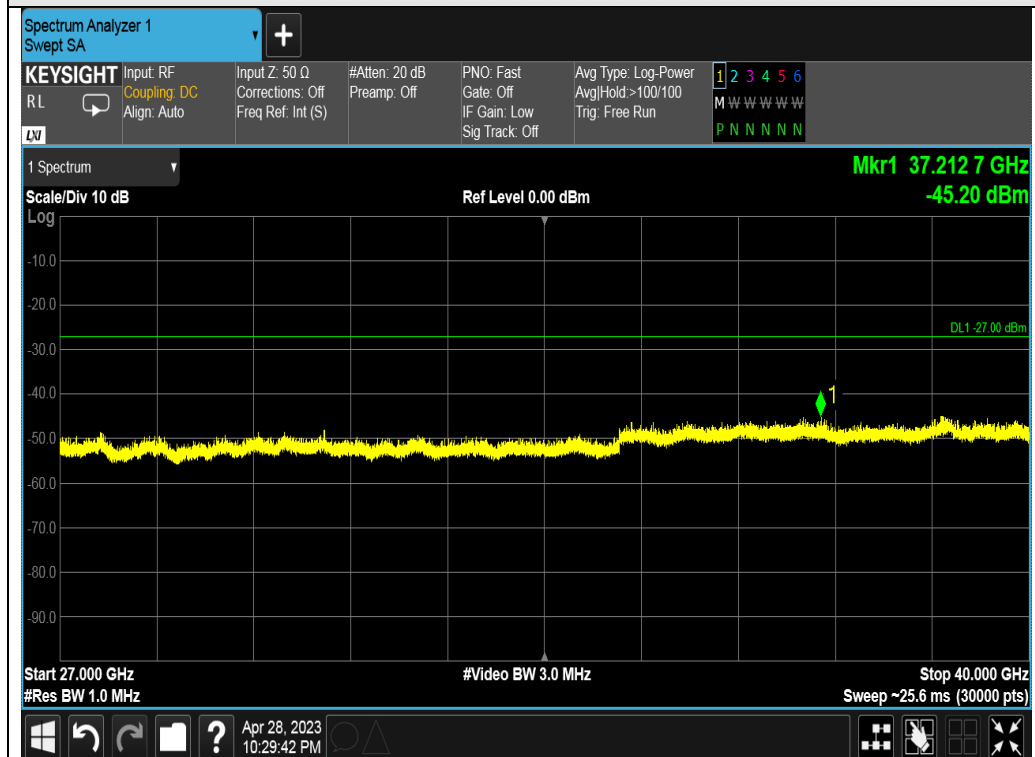 Spectrum Analyzer 1
Swept SA
KEYSIGHT
RL
LXI
Input: RF
Coupling: DC
Align: Auto
Input Z: 50 Ω
Corrections: Off
Freq Ref: Int (S)
#Atten: 20 dB
Preamp: Off
PNO: Fast
Gate: Off
IF Gain: Low
Sig Track: Off
Avg Type: Log-Power
Avg|Hold:>100/100
Trig: Free Run
1 2 3 4 5 6
M W W W W W
P N N N N N
1 Spectrum
Mkr1 37.212 7 GHz
-45.20 dBm
Scale/Div 10 dB
Ref Level 0.00 dBm
Log
-10.0
-20.0
DL1 -27.00 dBm
-30.0
-40.0
1
-50.0
-60.0
-70.0
-80.0
-90.0
Start 27.000 GHz
#Video BW 3.0 MHz
Stop 40.000 GHz
#Res BW 1.0 MHz
Sweep ~25.6 ms (30000 pts)
?
Apr 28, 2023
10:29:42 PM